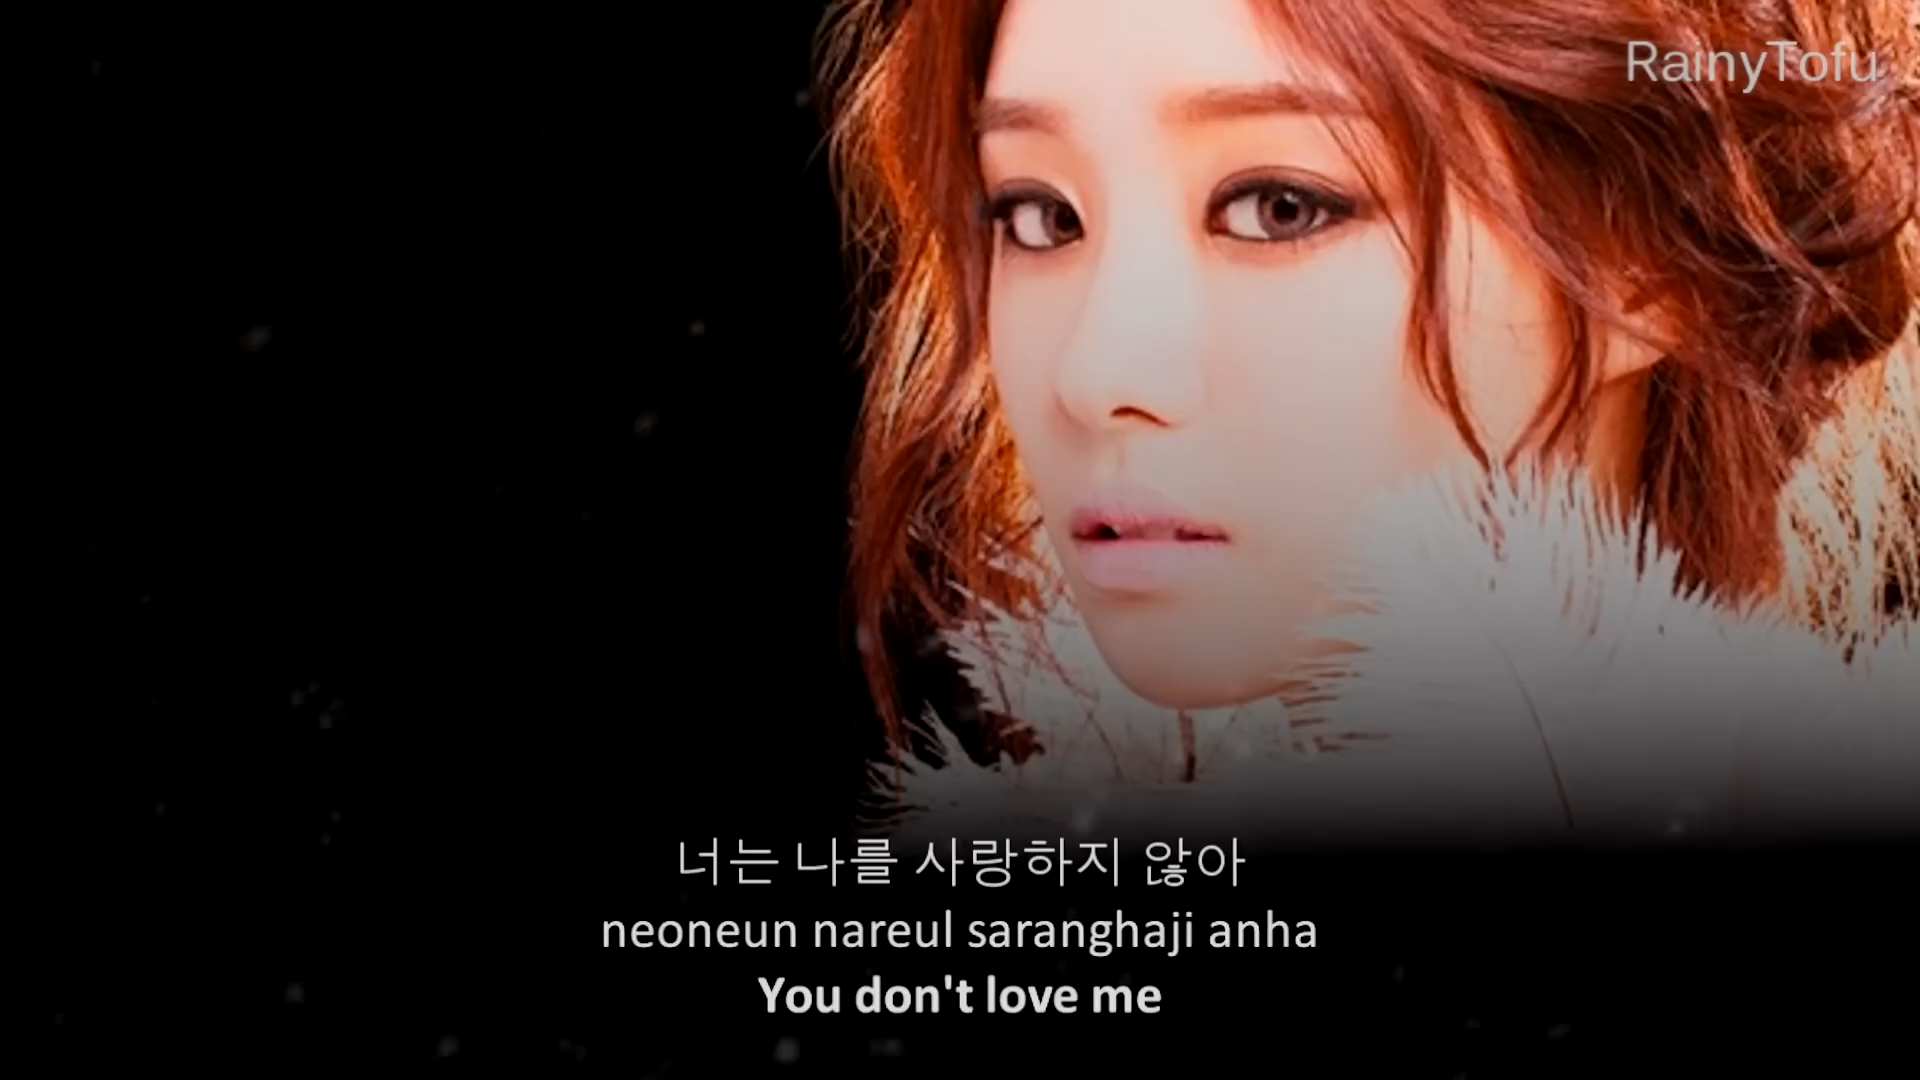 RainyTofu
너는 나를 사랑하지 않아
neoneun nareul saranghaji anha
You don't love me